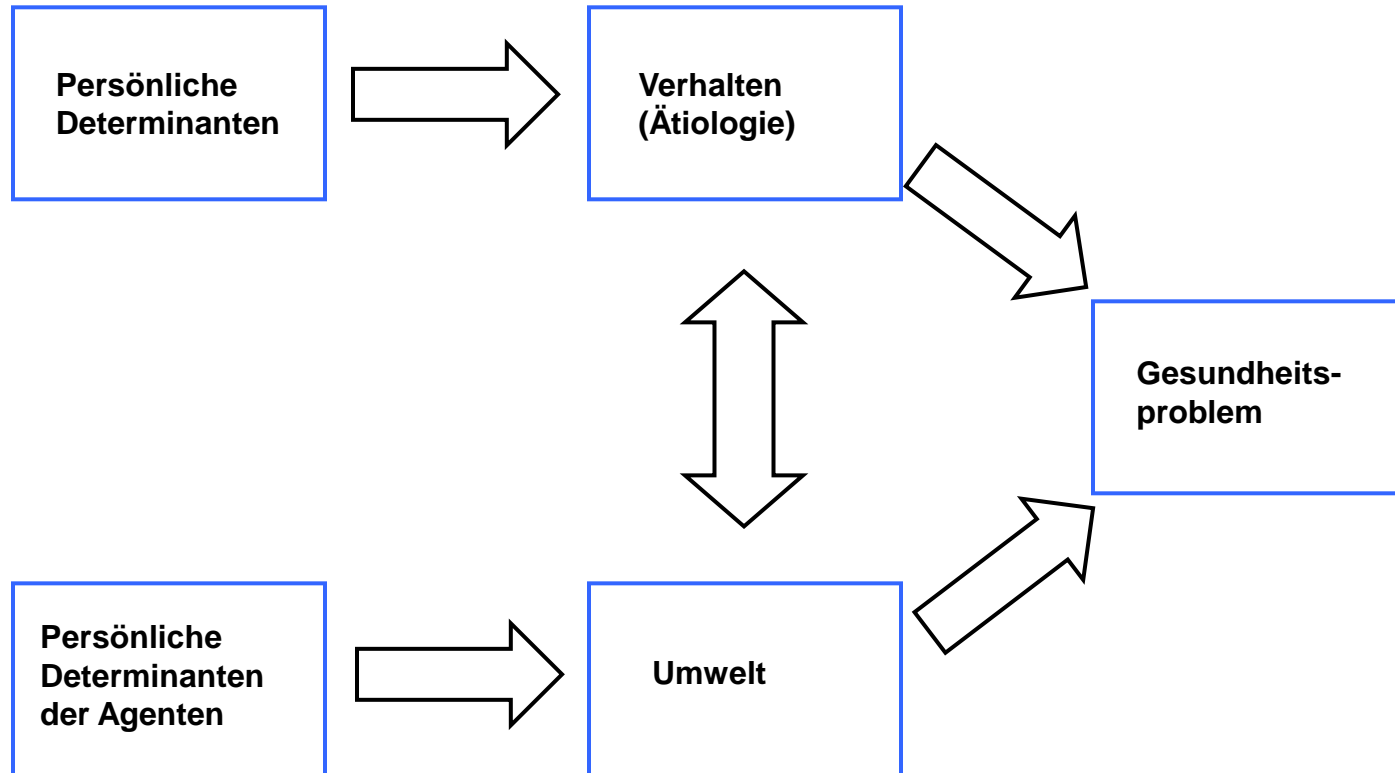 Persönliche
Determinanten
Verhalten
(Ätiologie)
Gesundheits-
problem
Persönliche
Determinanten
der Agenten
Umwelt